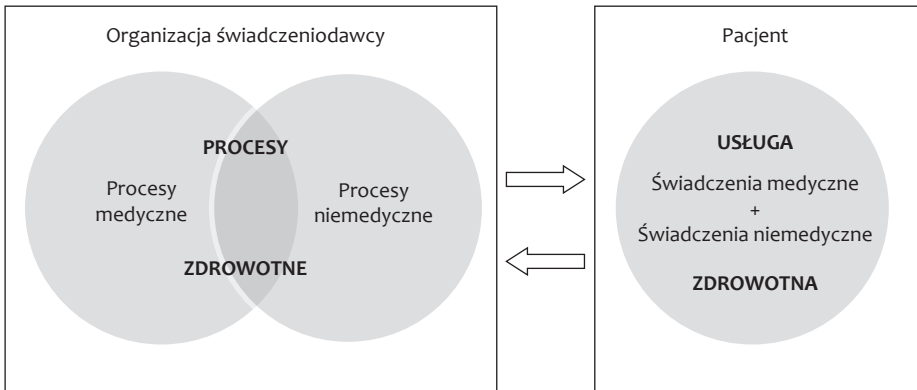 Organizacja świadczeniodawcy
PROCESY
Procesy
medyczne
Procesy
niemedyczne
ZDROWOTNE
Pacjent
USŁUGA
Świadczenia medyczne
+
Świadczenia niemedyczne
ZDROWOTNA